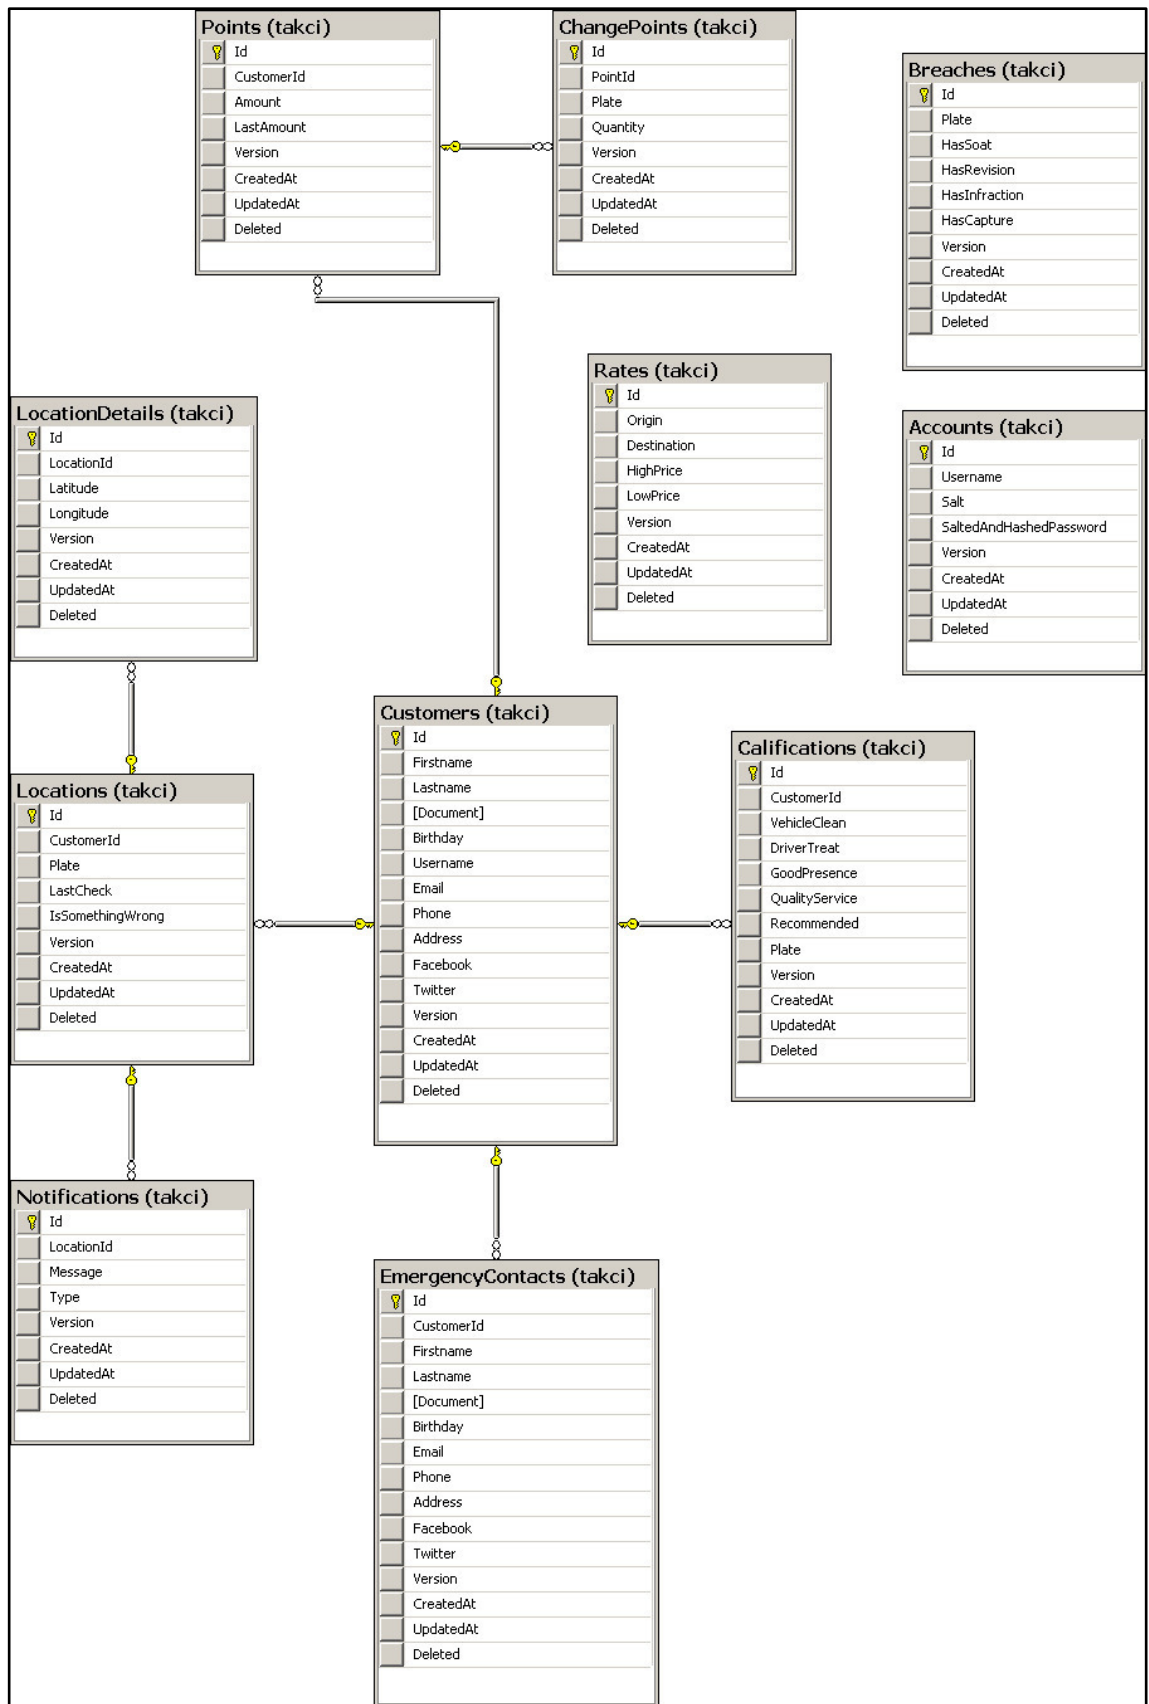 Points (takci)
Id
CustomerId
Amount
LastAmount
Version
CreatedAt
UpdatedAt
Deleted
ChangePoints (takci)
Id
PointId
Plate
Quantity
Version
CreatedAt
UpdatedAt
Deleted
Breaches (takci)
Id
Plate
HasSoat
HasRevision
HasInfraction
HasCapture
Version
CreatedAt
UpdatedAt
Deleted
Rates (takci)
Id
Origin
Destination
HighPrice
LowPrice
Version
CreatedAt
UpdatedAt
Deleted
LocationDetails (takci)
Id
LocationId
Latitude
Longitude
Version
CreatedAt
UpdatedAt
Deleted
Accounts (takci)
Id
Username
Salt
SaltedAndHashedPassword
Version
CreatedAt
UpdatedAt
Deleted
Customers (takci)
Id
Firstname
Lastname
[Document]
Birthday
Username
Email
Phone
Address
Facebook
Twitter
Version
CreatedAt
UpdatedAt
Deleted
Califications (takci)
Id
CustomerId
VehicleClean
DriverTreat
GoodPresence
QualityService
Recommended
Plate
Version
CreatedAt
UpdatedAt
Deleted
Locations (takci)
Id
CustomerId
Plate
LastCheck
IsSomethingWrong
Version
CreatedAt
UpdatedAt
Deleted
Notifications (takci)
Id
LocationId
Message
Type
Version
CreatedAt
UpdatedAt
Deleted
EmergencyContacts (takci)
Id
CustomerId
Firstname
Lastname
[Document]
Birthday
Email
Phone
Address
Facebook
Twitter
Version
CreatedAt
UpdatedAt
Deleted